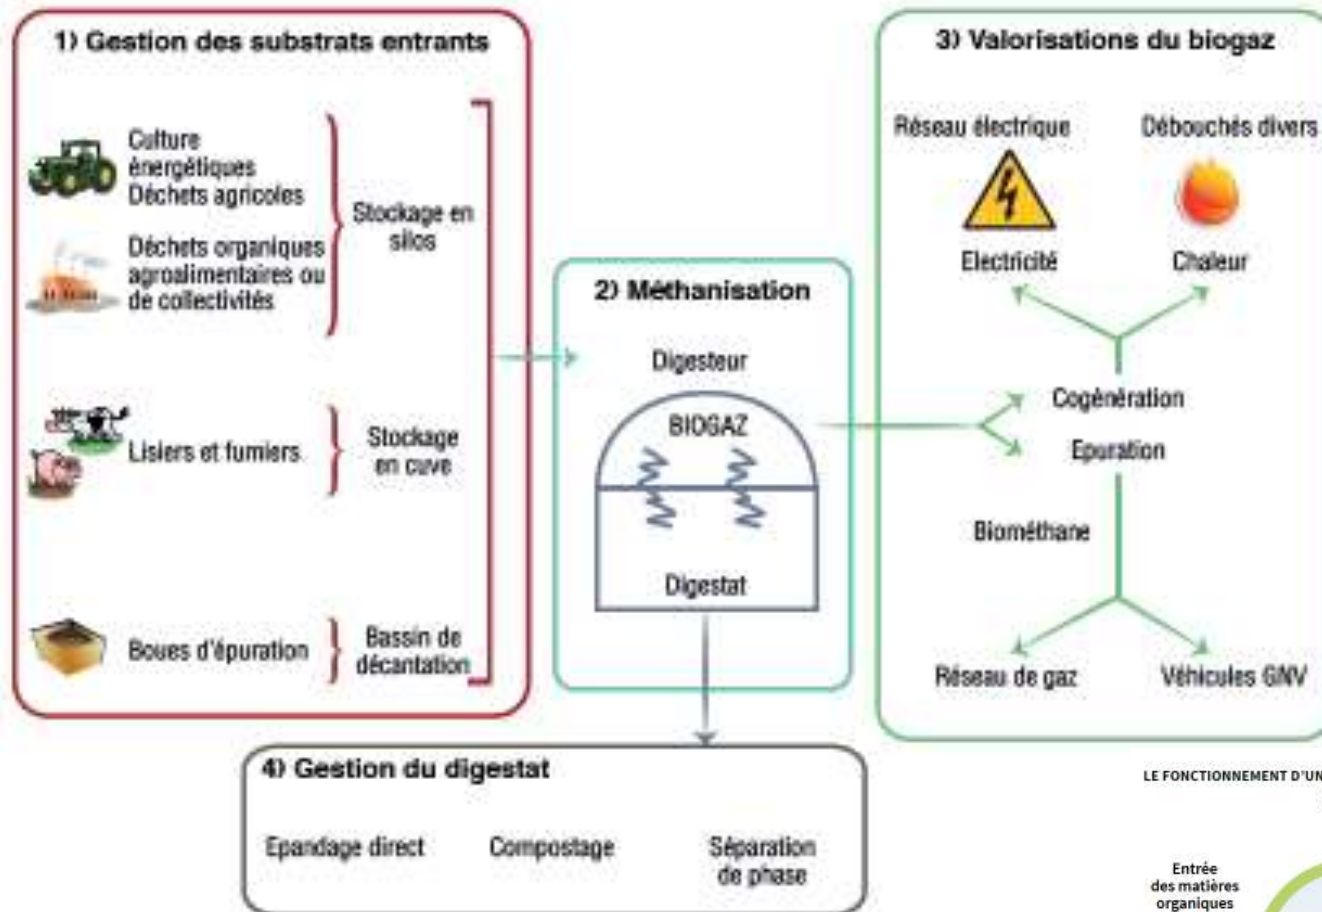 1) Gestion des substrats entrants
Culture
énergétiques
Déchets agricoles
Déchets organiques
agroalimentaires ou
de collectivités
Stockage en
silos
Lisiers et fumiers
Stockage
en cuve
Boues d'épuration
Bassin de
décantation
2) Méthanisation
Digesteur
BIOGAZ
Digestat
3) Valorisations du biogaz
Réseau électrique
Débouchés divers
Electricité
Chaleur
Cogénération
Epuration
Biométhane
Réseau de gaz
Véhicules GNV
4) Gestion du digestat
Epandage direct
Compostage
Séparation
de phase
LE FONCTIONNEMENT D'UN
Entrée
des matières
organiques